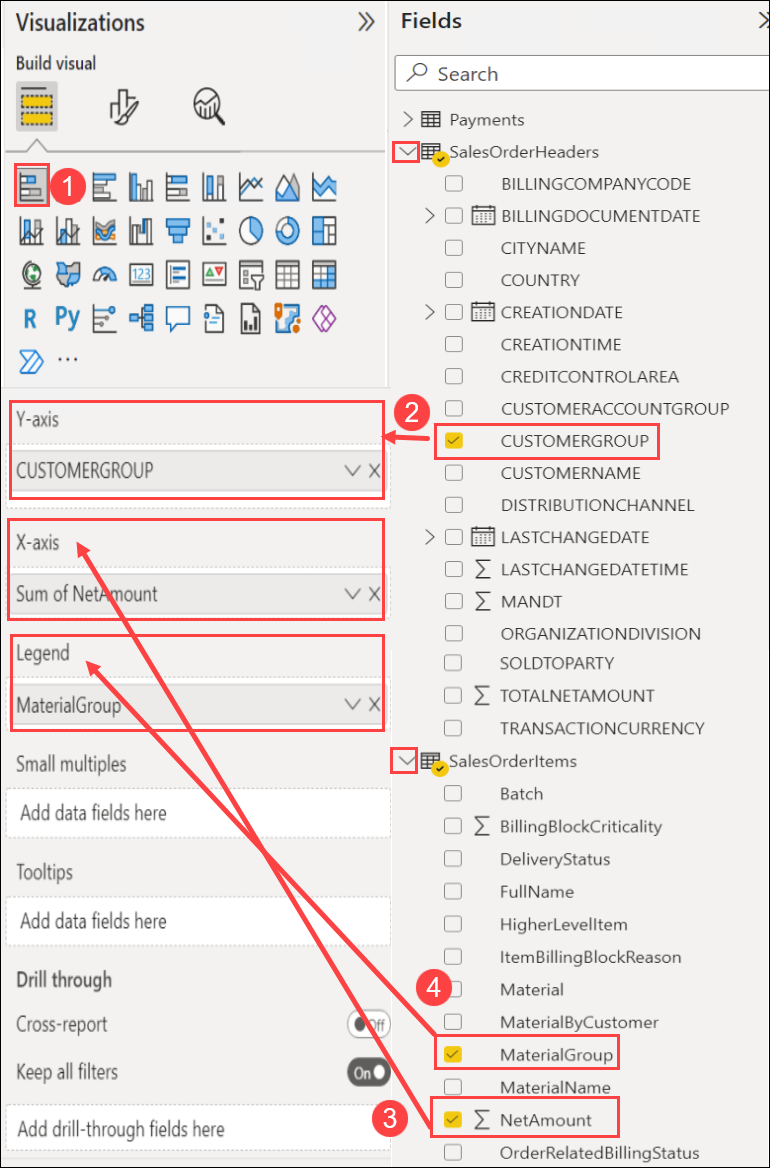 Visualizations
Build visual
1
123
R Py
...
Y-axis
CUSTOMERGROUP
X-axis
Sum of NetAmount
Legend
MaterialGroup
Small multiples
Add data fields here
Tooltips
Add data fields here
Drill through
Cross-report
Off
Keep all filters
On
Add drill-through fields here
Fields
Search
Payments
SalesOrderHeaders
BILLINGCOMPANYCODE
BILLINGDOCUMENTDATE
CITYNAME
COUNTRY
CREATIONDATE
CREATIONTIME
CREDITCONTROLAREA
CUSTOMERACCOUNTGROUP
2
CUSTOMERGROUP
CUSTOMERNAME
DISTRIBUTIONCHANNEL
LASTCHANGEDATE
∑ LASTCHANGEDATETIME
∑ MANDT
ORGANIZATIONDIVISION
SOLDTOPARTY
∑ TOTALNETAMOUNT
TRANSACTIONCURRENCY
SalesOrderItems
Batch
∑ BillingBlockCriticality
DeliveryStatus
FullName
HigherLevelItem
ItemBillingBlockReason
4
Material
MaterialByCustomer
MaterialGroup
MaterialName
3
∑ NetAmount
OrderRelatedBillingStatus